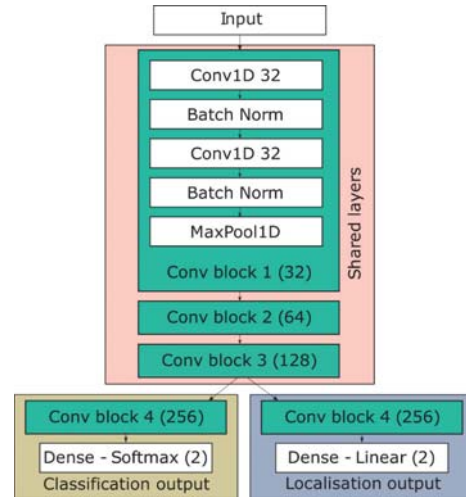 Input
Conv1D 32
Batch Norm
Conv1D 32
Batch Norm
MaxPool1D
Conv block 1 (32)
Shared layers
Conv block 2 (64)
Conv block 3 (128)
Conv block 4 (256)
Dense - Softmax (2)
Classification output
Conv block 4 (256)
Dense - Linear (2)
Localisation output